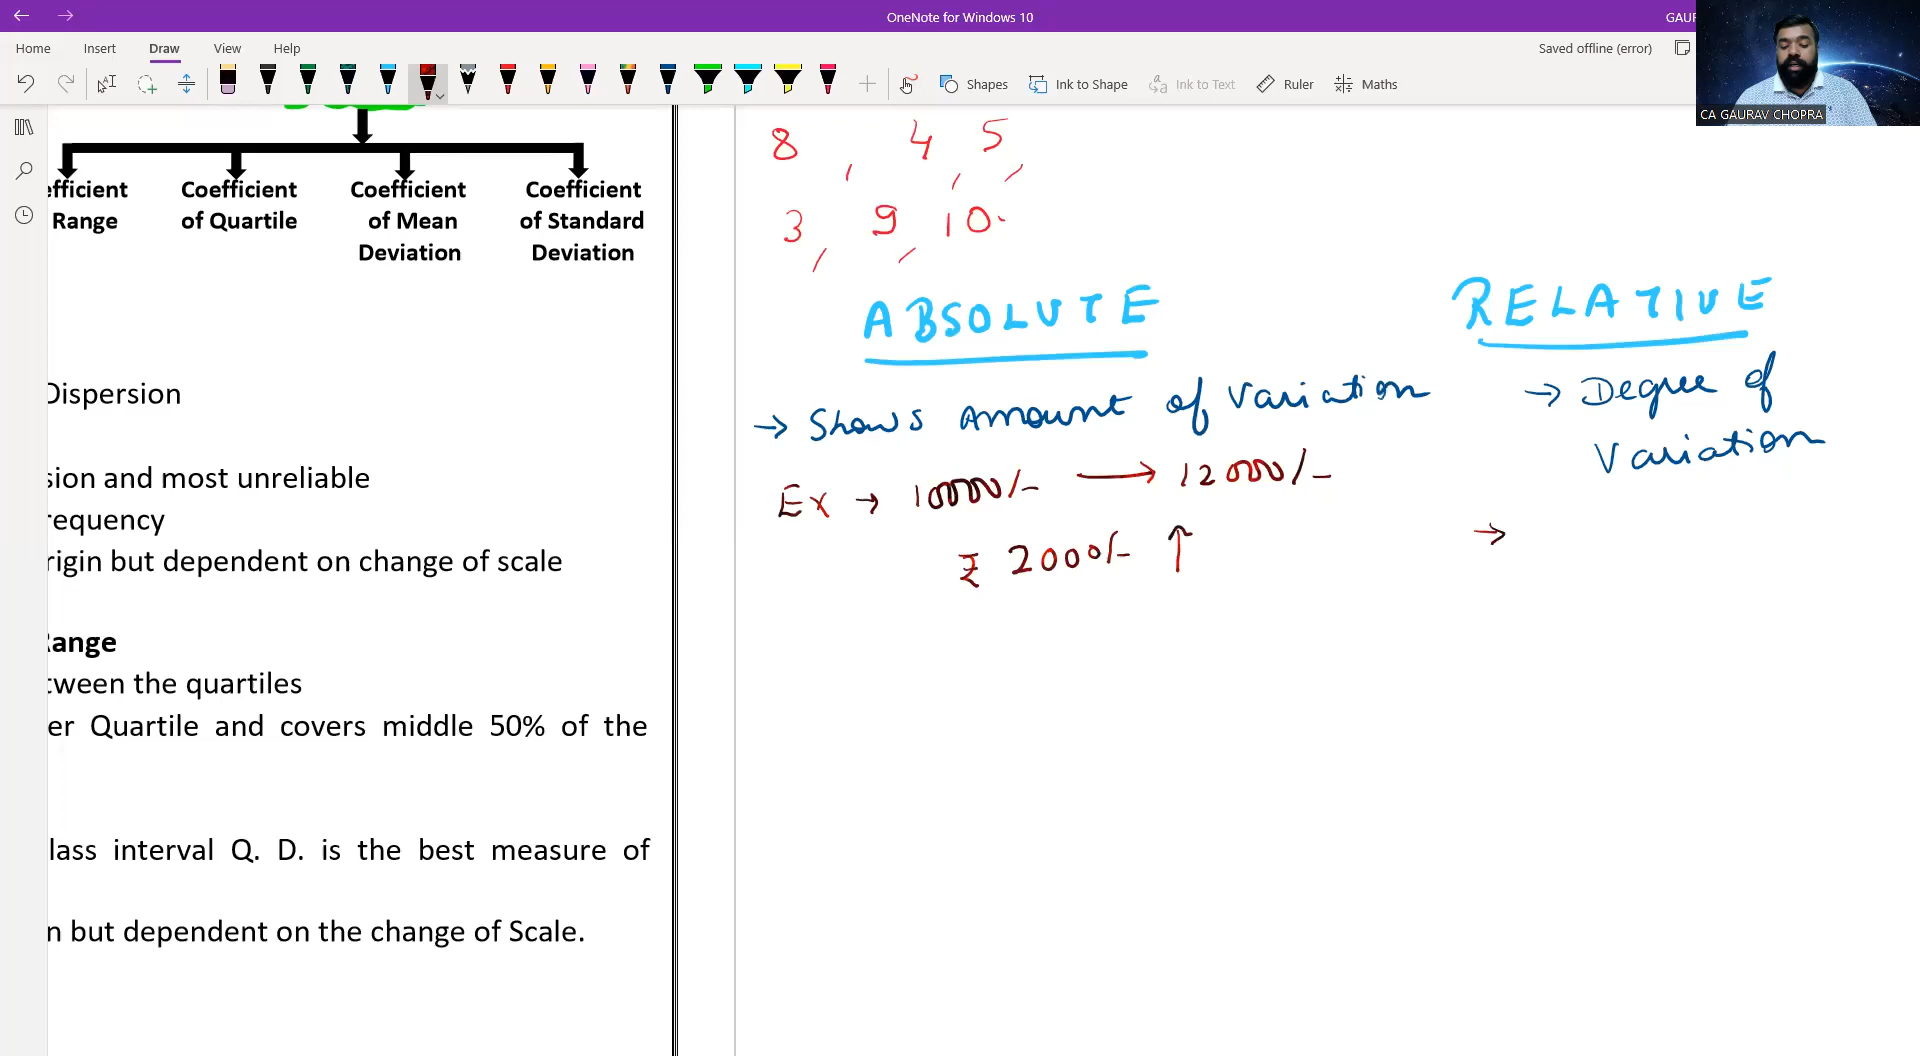 OneNote for Windows 10
GAUR
Home Insert Draw View Help
Saved offline (error)
Shapes Ink to Shape Ink to Text Ruler Maths
CA GAURAV CHOPRA
efficient Range
Coefficient of Quartile
Coefficient of Mean Deviation
Coefficient of Standard Deviation
Dispersion
sion and most unreliable
requency
rigin but dependent on change of scale
Range
tween the quartiles
er Quartile and covers middle 50% of the
lass interval Q. D. is the best measure of
n but dependent on the change of Scale.
8, 4, 5,
3, 9, 10.
ABSOLUTE
→ Shows Amount of Variation
Ex → 10000/- → 12000/-
₹ 2000/- ↑
RELATIVE
→ Degree of
Variation
→